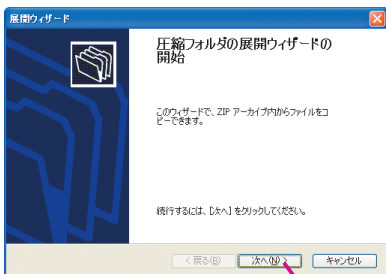 展開ウィザード
圧縮フォルダの展開ウィザードの
開始
このウィザードで、ZIP アーカイブ内からファイルをコ
ピーできます。
続行するには、[次へ] をクリックしてください。
< 戻る(B) 次へ(N) > キャンセル